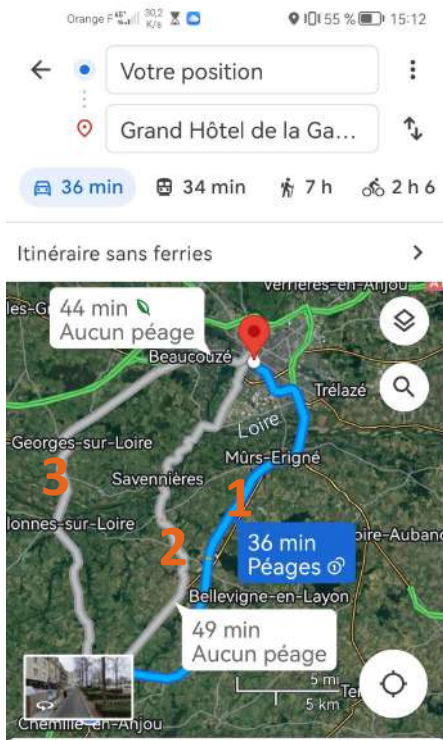 Orange F 30,2 K/s 55 % 15:12
Votre position
Grand Hôtel de la Ga...
36 min 34 min 7 h 2 h 6
Itinéraire sans ferries
Verrières-en-Anjou
44 min
Aucun péage
Beaucouzé
Trélazé
Loire
-Georges-sur-Loire
Mûrs-Erigné
3
Savennières
1
lonnes-sur-Loire
2
36 min
Péages
oire-Auban
Bellevigne-en-Layon
49 min
Aucun péage
5 mi
5 km
Chemillé-en-Anjou